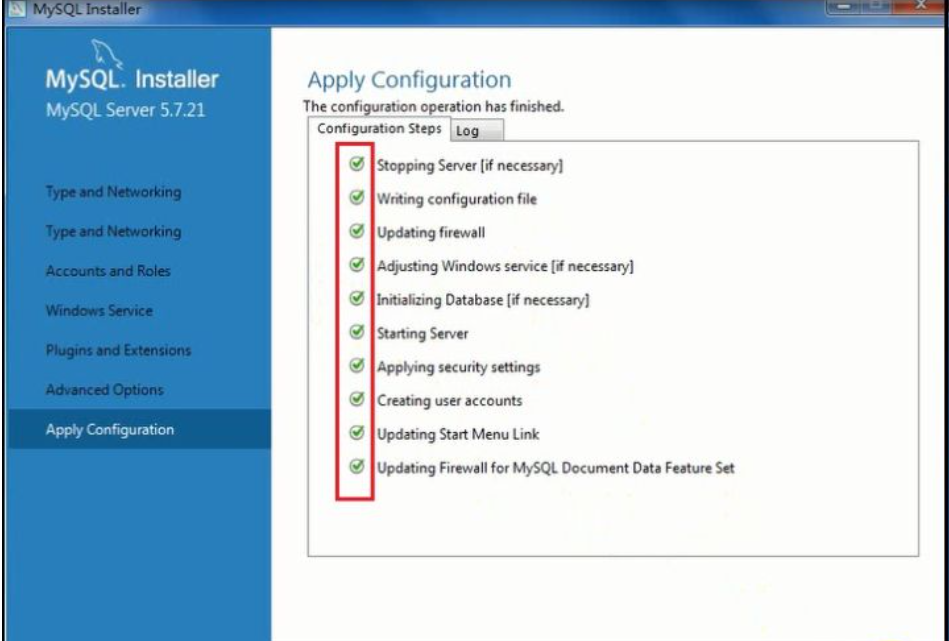 MySQL Installer
MySQL. Installer
MySQL Server 5.7.21
Type and Networking
Type and Networking
Accounts and Roles
Windows Service
Plugins and Extensions
Advanced Options
Apply Configuration
Apply Configuration
The configuration operation has finished.
Configuration Steps Log
Stopping Server [if necessary]
Writing configuration file
Updating firewall
Adjusting Windows service [if necessary]
Initializing Database [if necessary]
Starting Server
Applying security settings
Creating user accounts
Updating Start Menu Link
Updating Firewall for MySQL Document Data Feature Set